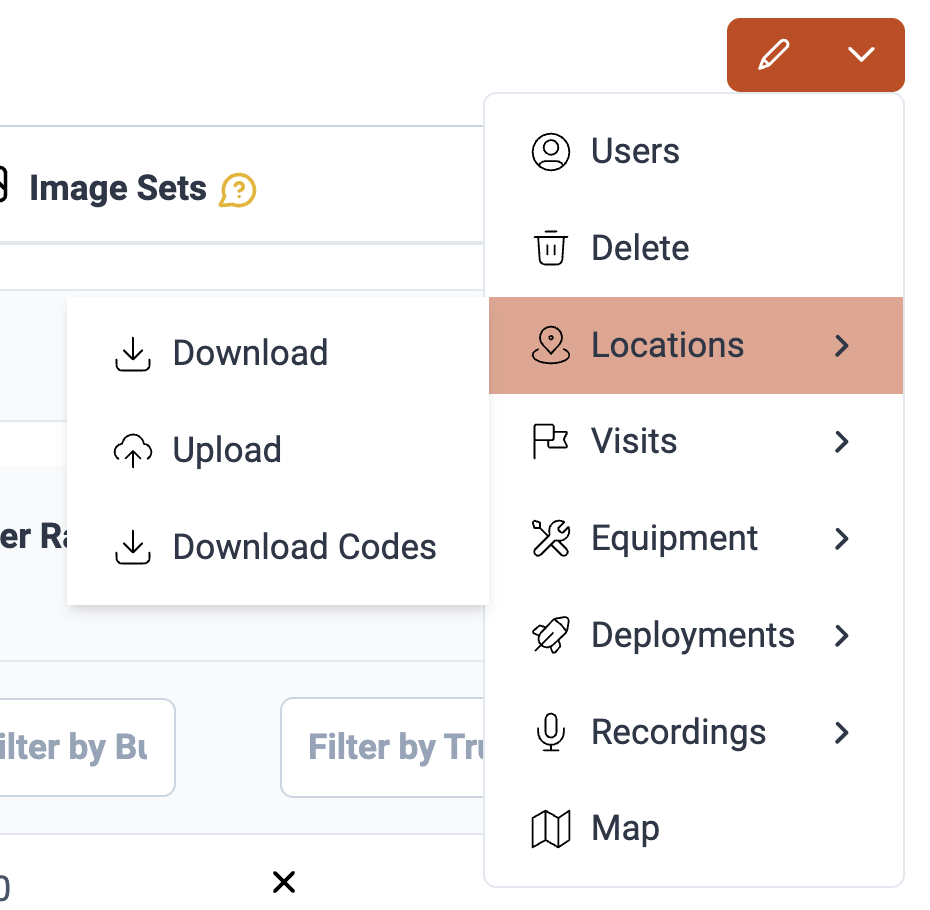 Image Sets
Users
Delete
Locations
Visits
Equipment
Deployments
Recordings
Map
Download
Upload
Download Codes
er Ra
ilter by Bu
Filter by Tru
0